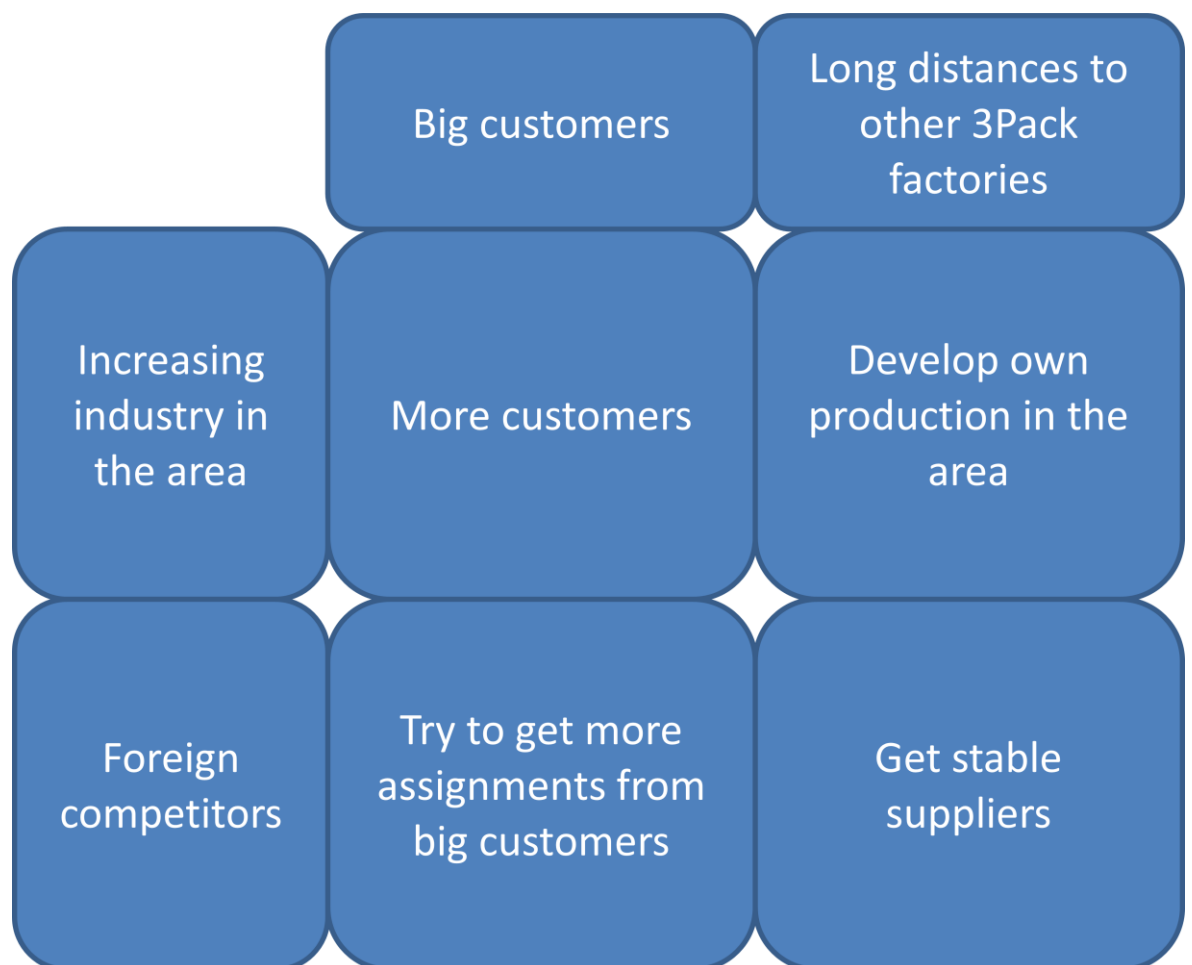 Big customers
Long distances to
other 3Pack
factories
Increasing
industry in
the area
More customers
Develop own
production in the
area
Foreign
competitors
Try to get more
assignments from
big customers
Get stable
suppliers